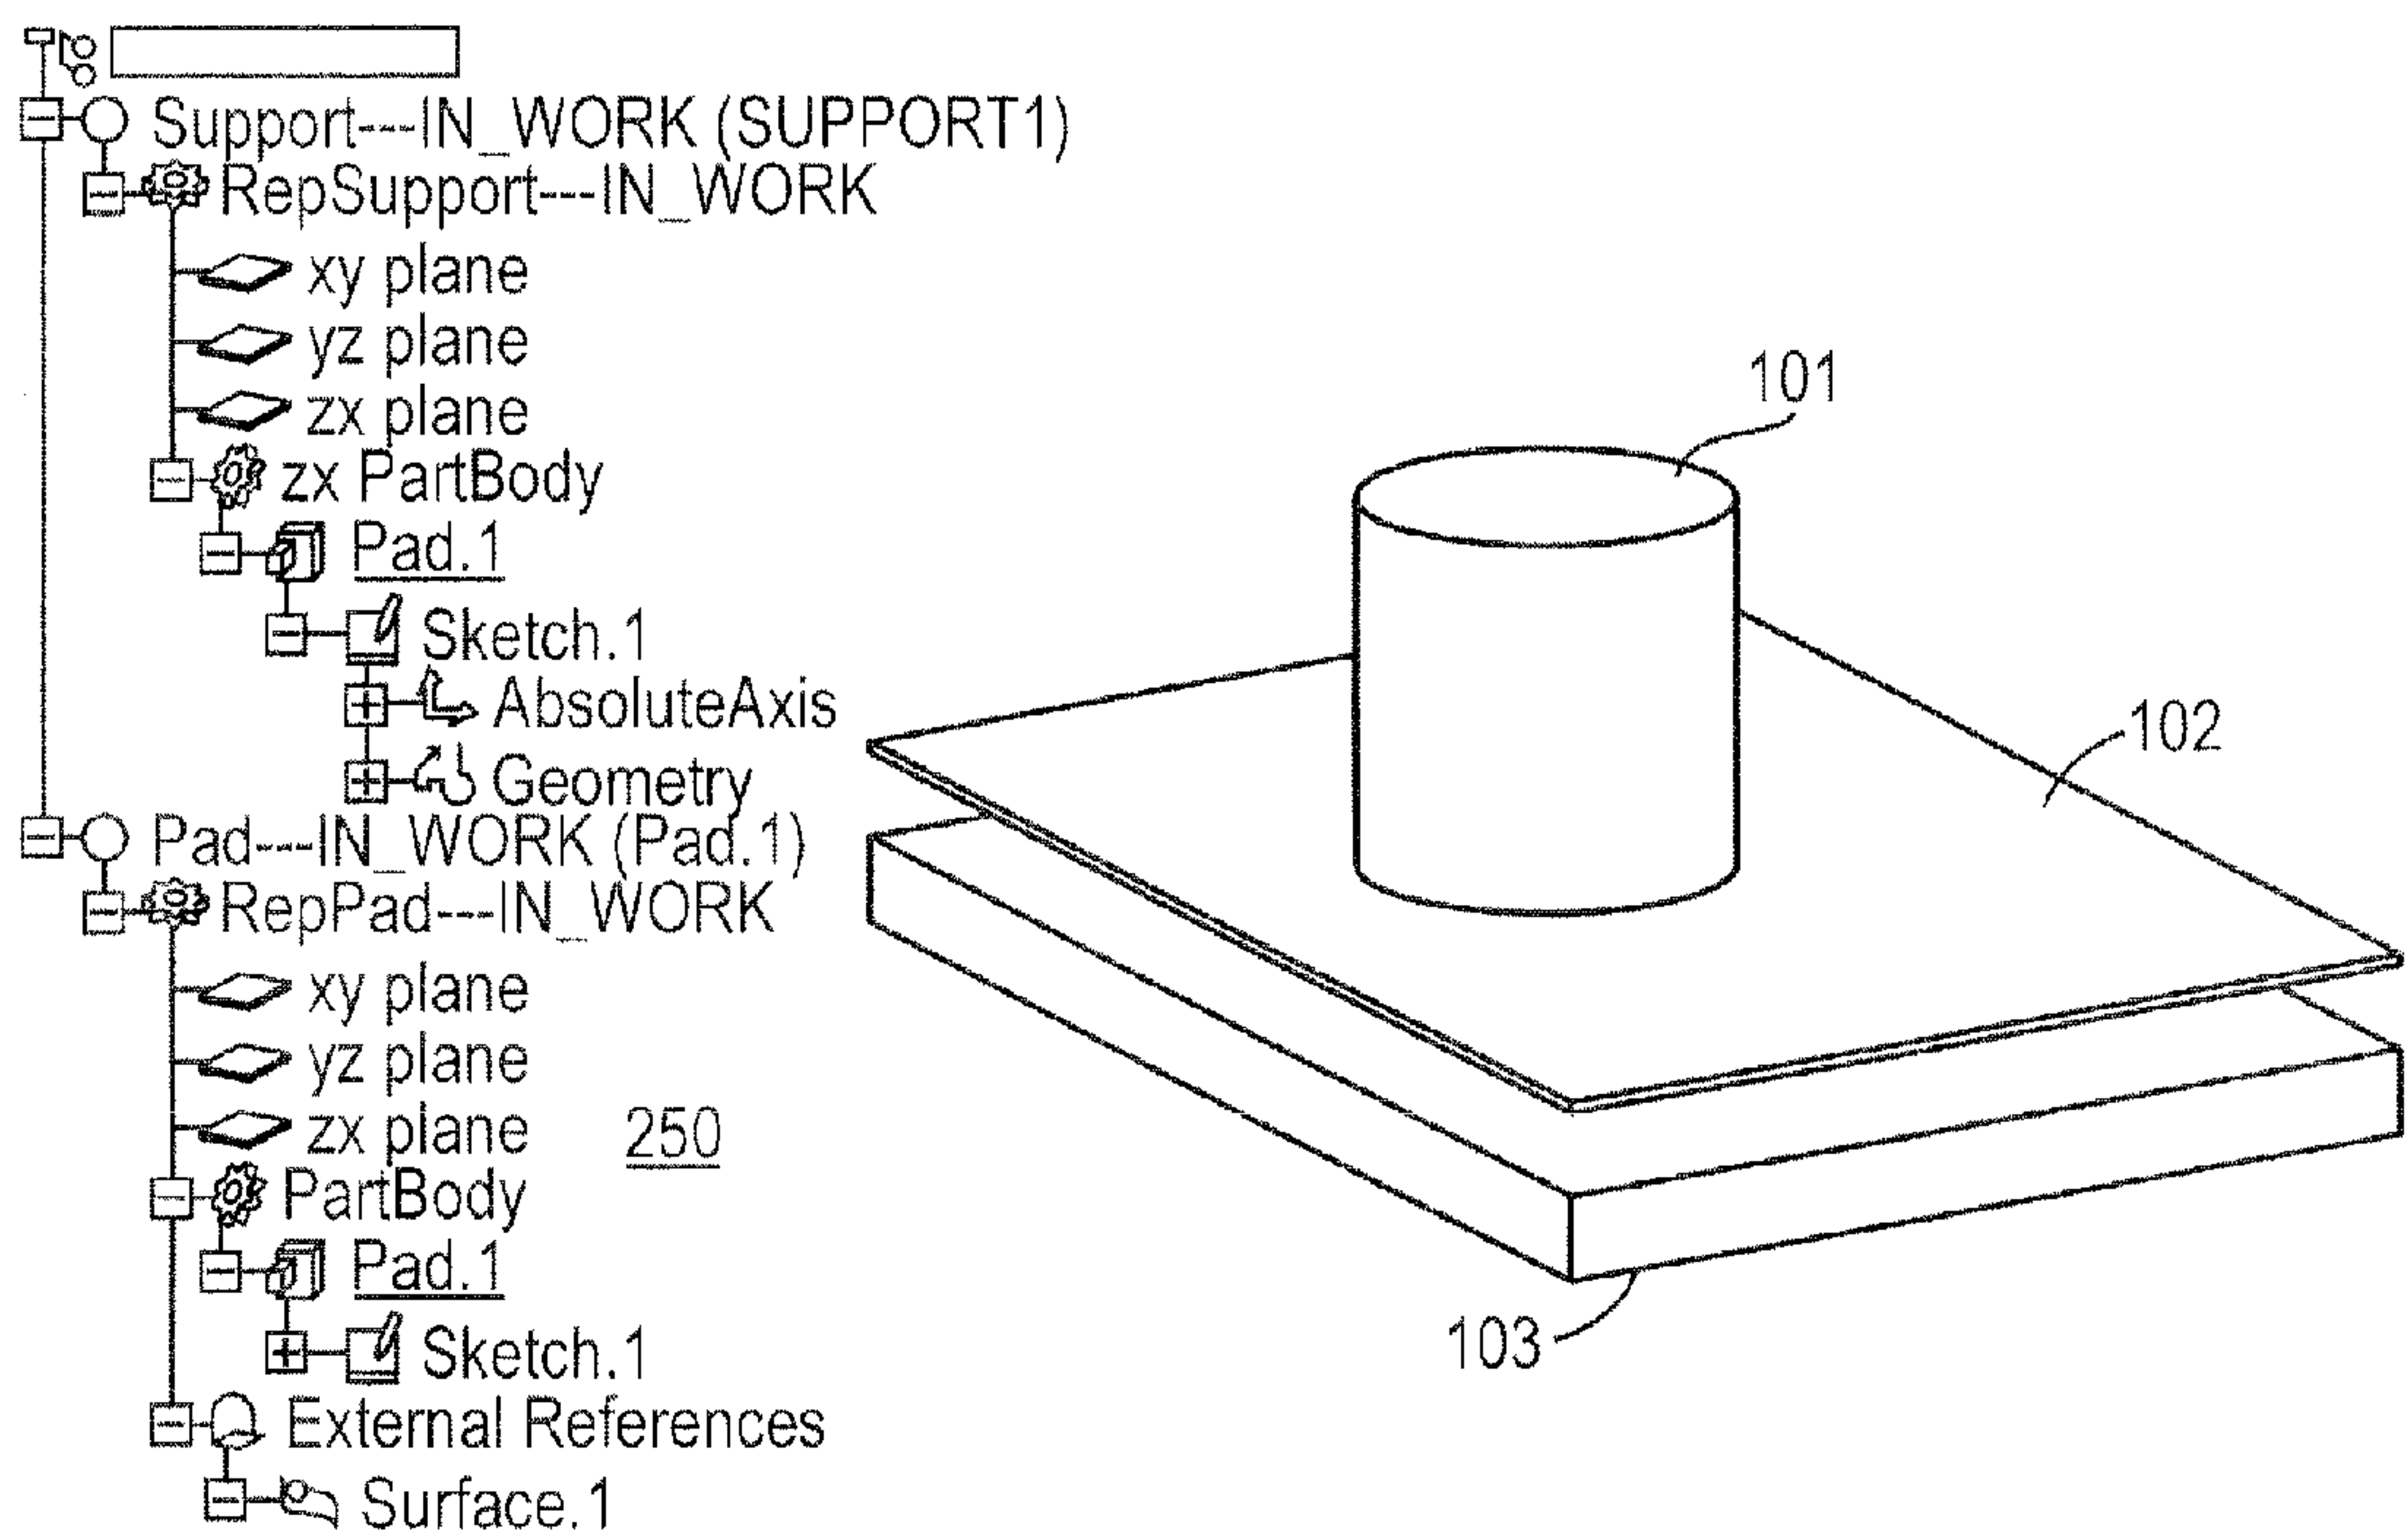 Support---IN_WORK (SUPPORT1)
RepSupport---IN_WORK
xy plane
yz plane
zx plane
zx PartBody
Pad.1
Sketch.1
AbsoluteAxis
Geometry
Pad---IN_WORK (Pad.1)
RepPad---IN_WORK
xy plane
yz plane
zx plane
250
PartBody
Pad.1
Sketch.1
External References
Surface.1
101
102
103